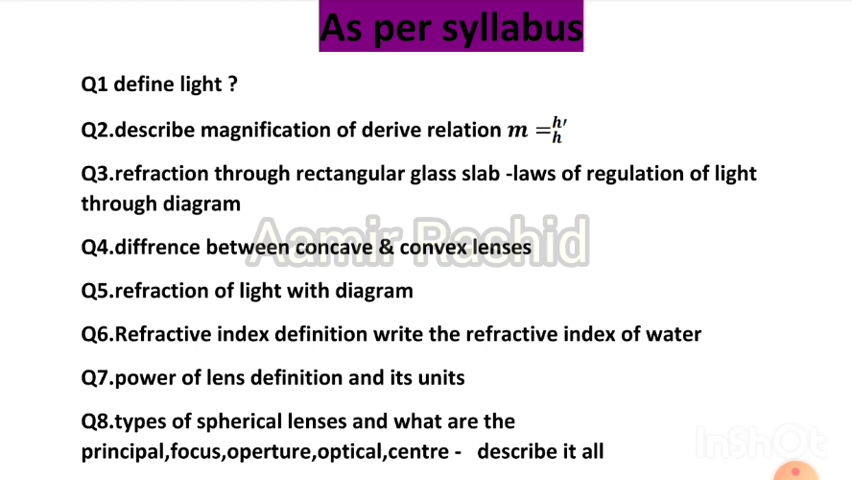 As per syllabus
Q1 define light ?
Q2.describe magnification of derive relation m =h′/h
Q3.refraction through rectangular glass slab -laws of regulation of light
through diagram
Aamir Rashid
Q4.diffrence between concave & convex lenses
Q5.refraction of light with diagram
Q6.Refractive index definition write the refractive index of water
Q7.power of lens definition and its units
Q8.types of spherical lenses and what are the
InShOt
principal,focus,operture,optical,centre - describe it all